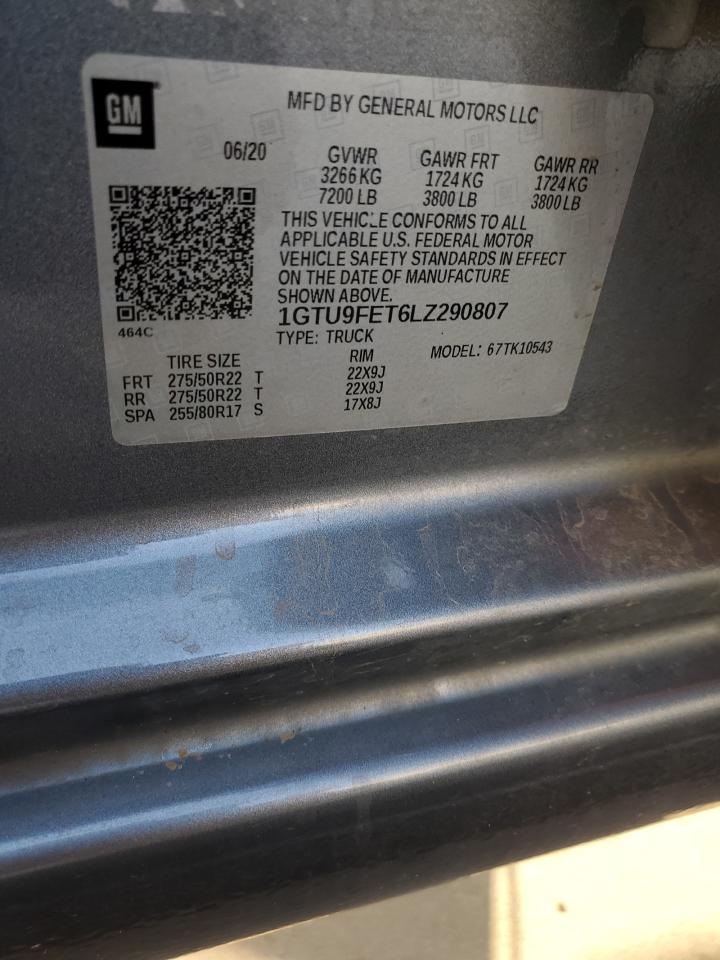 GM
MFD BY GENERAL MOTORS LLC
06/20 GVWR GAWR FRT GAWR RR
3266 KG 1724 KG 1724 KG
7200 LB 3800 LB 3800 LB
THIS VEHICLE CONFORMS TO ALL
APPLICABLE U.S. FEDERAL MOTOR
VEHICLE SAFETY STANDARDS IN EFFECT
ON THE DATE OF MANUFACTURE
SHOWN ABOVE.
1GTU9FET6LZ290807
464C
TYPE: TRUCK
MODEL: 67TK10543
TIRE SIZE RIM
FRT 275/50R22 T 22X9J
RR 275/50R22 T 22X9J
SPA 255/80R17 S 17X8J